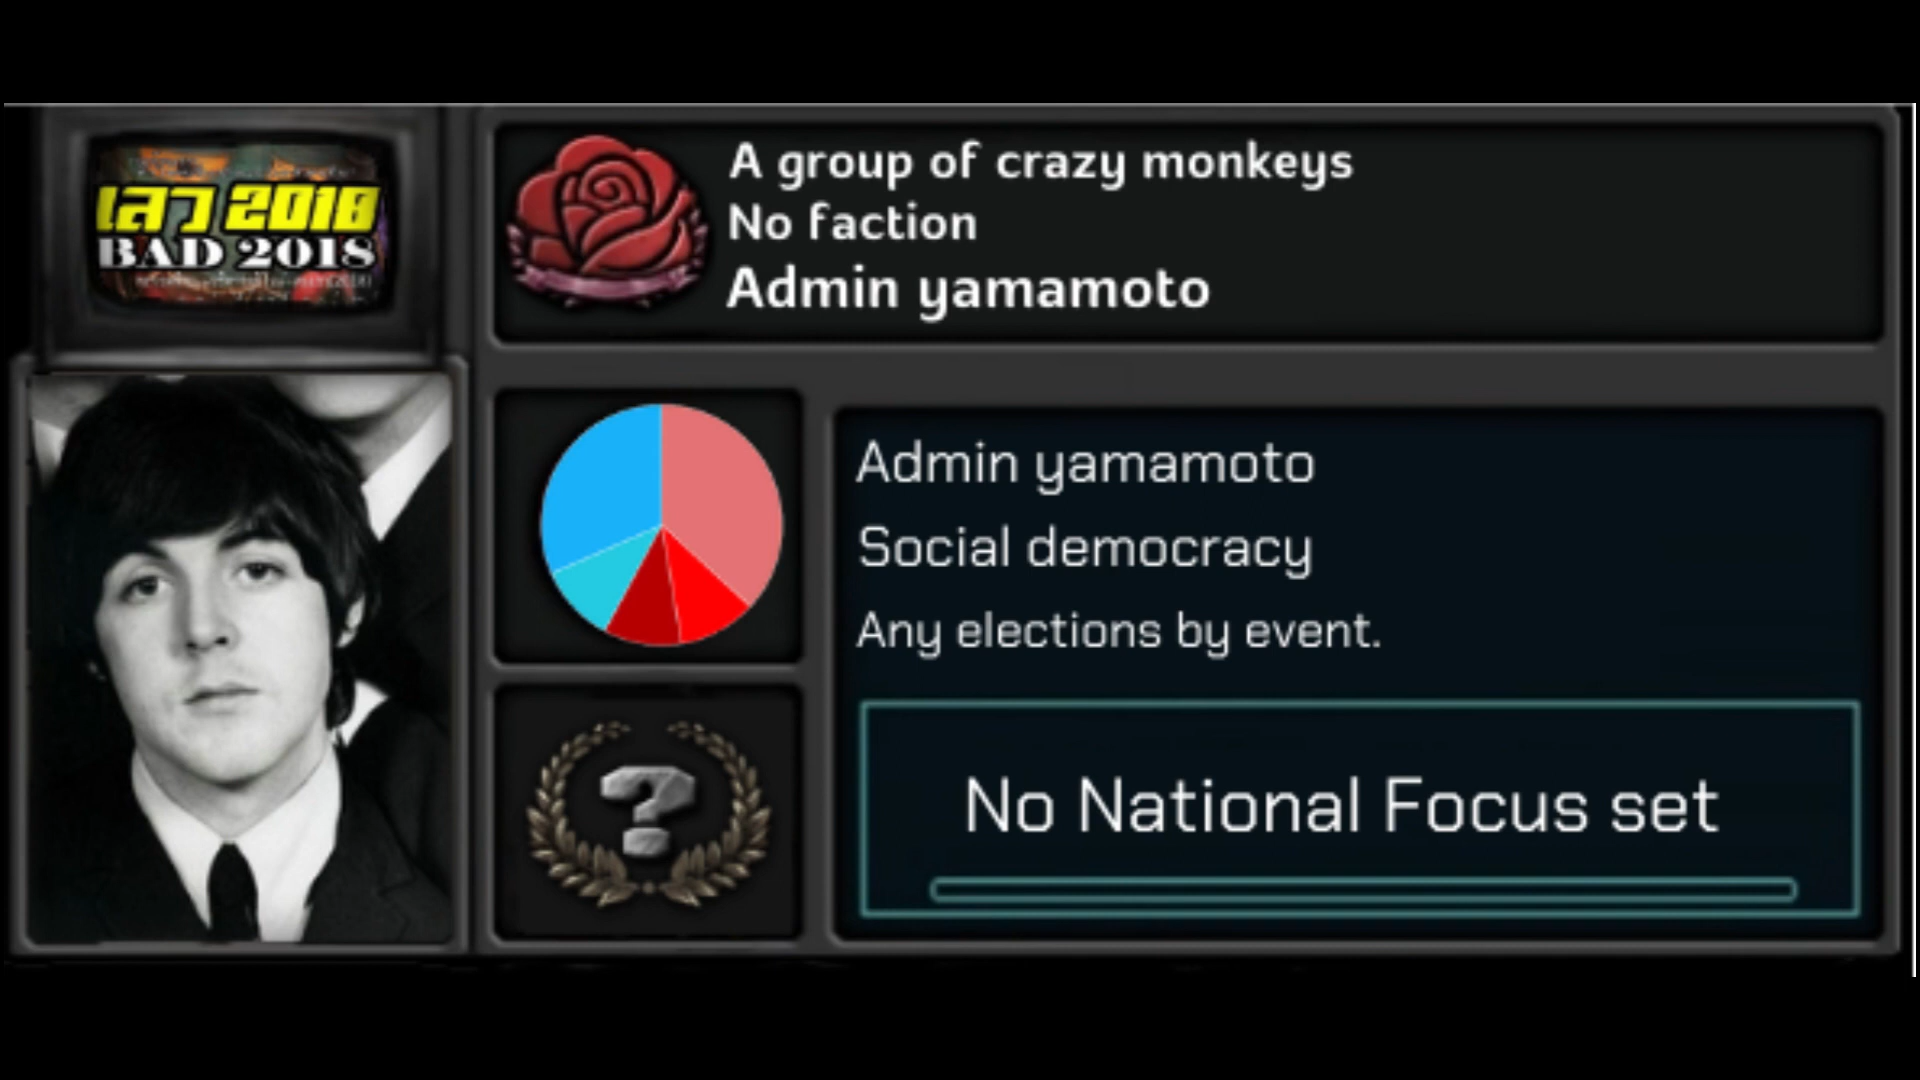 เลว 2018
BAD 2018
A group of crazy monkeys
No faction
Admin yamamoto
Admin yamamoto
Social democracy
Any elections by event.
No National Focus set